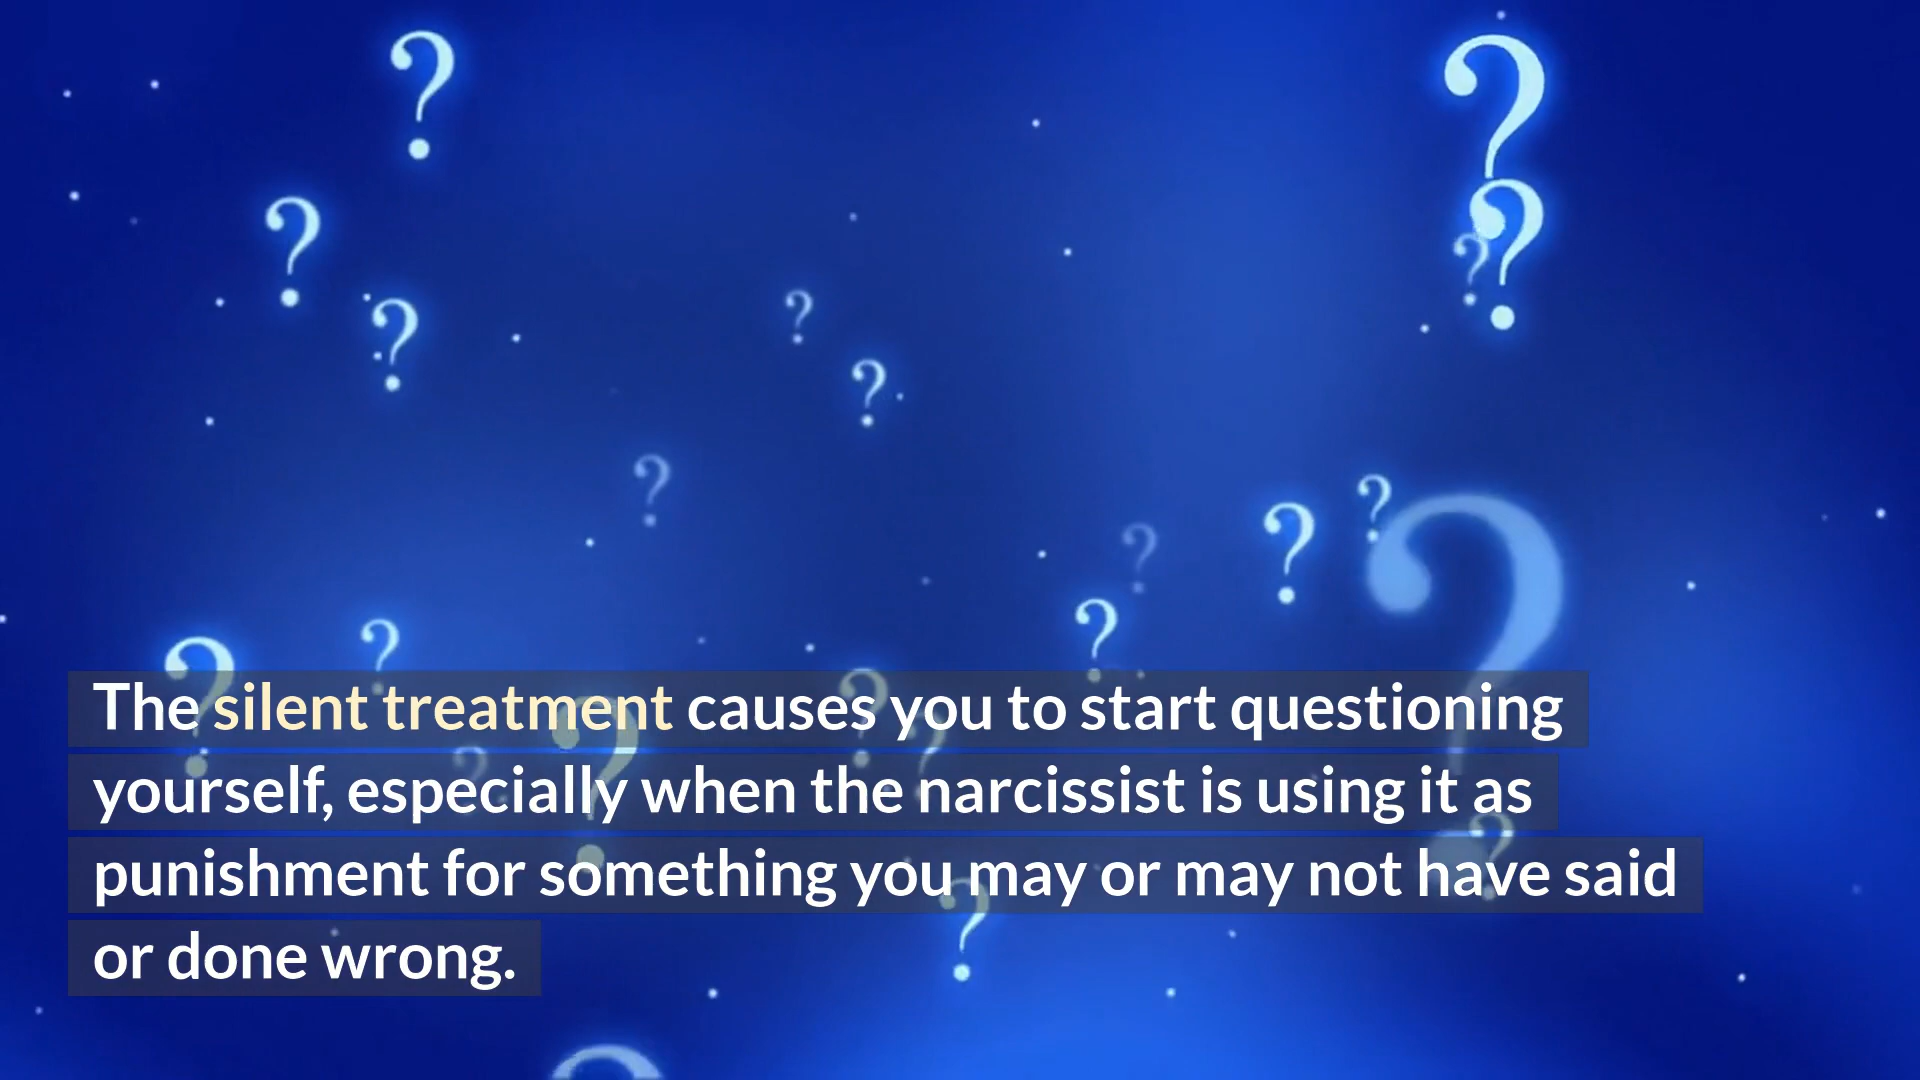 The silent treatment causes you to start questioning
yourself, especially when the narcissist is using it as
punishment for something you may or may not have said
or done wrong.